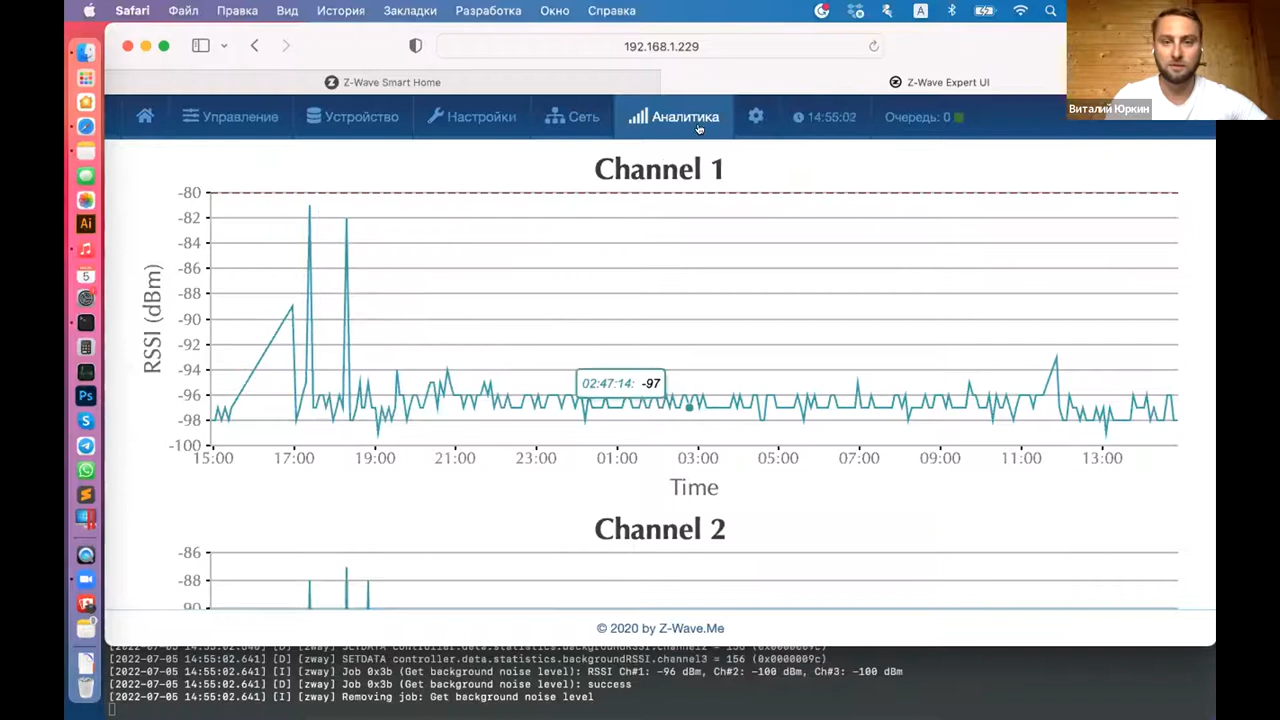 Safari Файл Правка Вид История Закладки Разработка Окно Справка
A
192.168.1.229
Z-Wave Smart Home
Z-Wave Expert UI
Виталий Юркин
Управление Устройство Настройки Сеть Аналитика 14:55:02 Очередь: 0
Channel 1
RSSI (dBm)
-80
-82
-84
-86
-88
-90
-92
-94
-96
-98
-100
02:47:14: -97
15:00 17:00 19:00 21:00 23:00 01:00 03:00 05:00 07:00 09:00 11:00 13:00
Time
Channel 2
-86
-88
Ai
5
Ps
© 2020 by Z-Wave.Me
[2022-07-05 14:55:02.641] [D] [zway] SETDATA controller.data.statistics.backgroundRSSI.channel3 = 156 (0x0000009c)
[2022-07-05 14:55:02.641] [I] [zway] Job 0x3b (Get background noise level): RSSI Ch#1: -96 dBm, Ch#2: -100 dBm, Ch#3: -100 dBm
[2022-07-05 14:55:02.641] [D] [zway] Job 0x3b (Get background noise level): success
[2022-07-05 14:55:02.641] [I] [zway] Removing job: Get background noise level